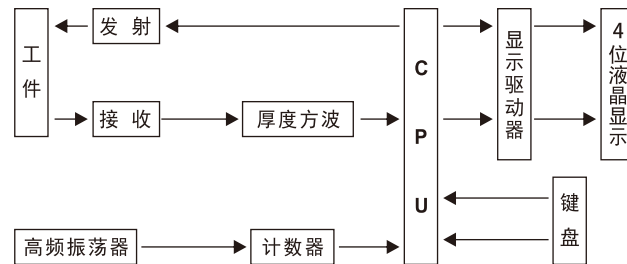 工件
发射
接收
厚度方波
CPU
显示驱动器
4位液晶显示
键盘
高频振荡器
计数器